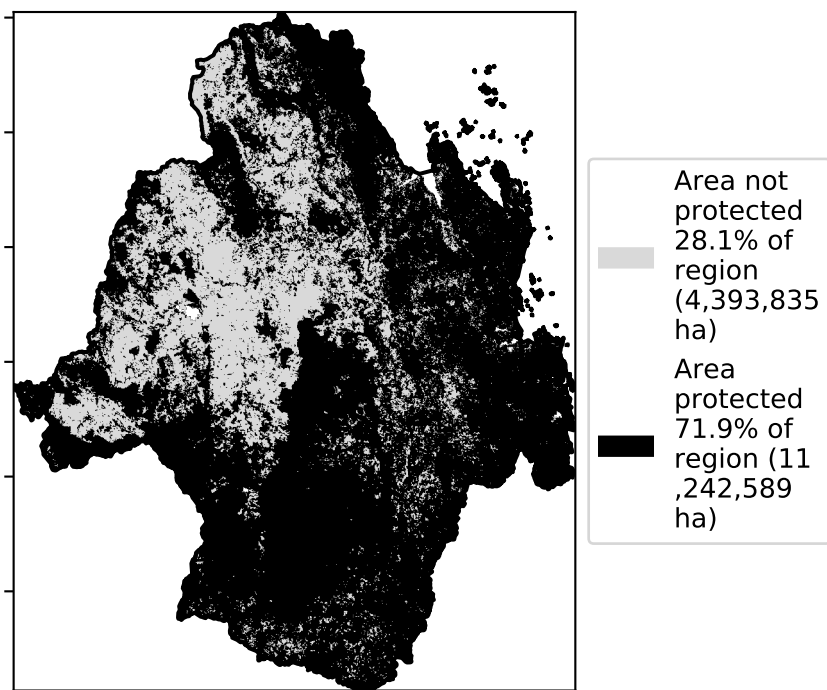 Area not
protected
28.1% of
region
(4,393,835
ha)
Area
protected
71.9% of
region (11
,242,589
ha)